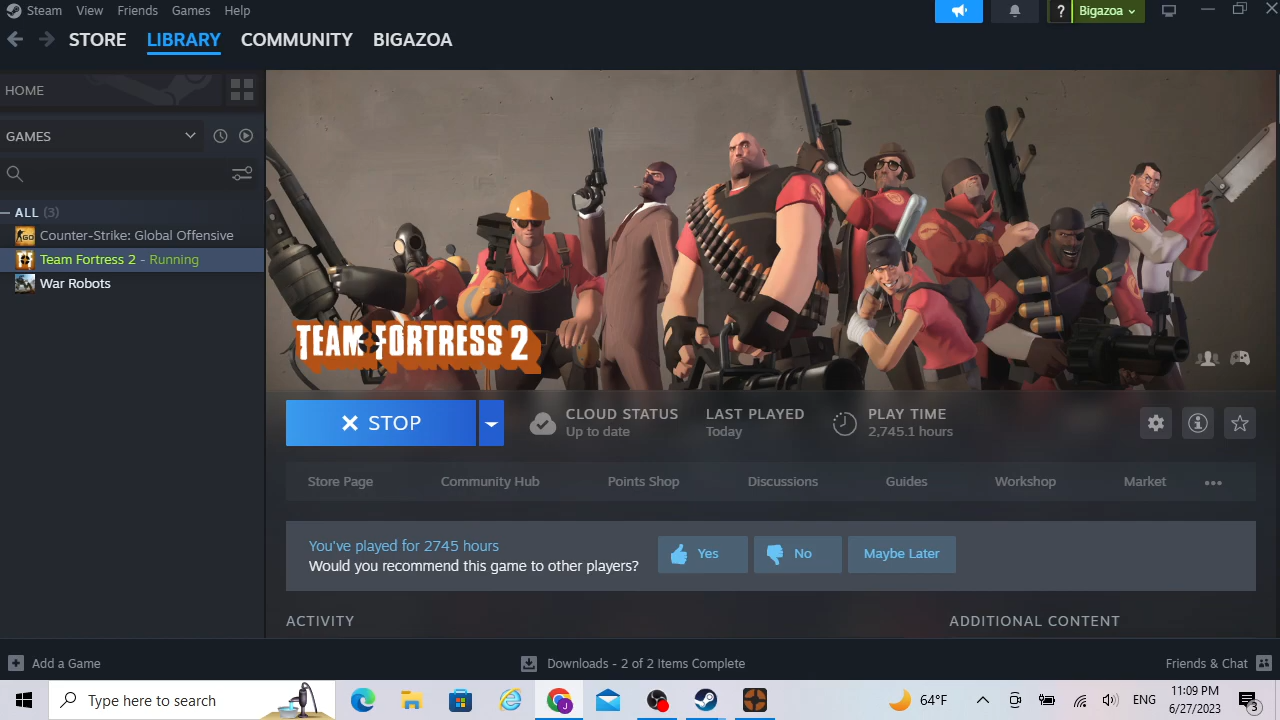 Steam View Friends Games Help
? Bigazoa
STORE LIBRARY COMMUNITY BIGAZOA
HOME
GAMES
ALL (3)
Counter-Strike: Global Offensive
Team Fortress 2 - Running
War Robots
TEAM FORTRESS 2
STOP
CLOUD STATUS
Up to date
LAST PLAYED
Today
PLAY TIME
2,745.1 hours
Store Page Community Hub Points Shop Discussions Guides Workshop Market
You've played for 2745 hours
Would you recommend this game to other players?
Yes No Maybe Later
ACTIVITY ADDITIONAL CONTENT
Add a Game
Downloads - 2 of 2 Items Complete
Friends & Chat
Type here to search
J
64°F
ENG
11:09 PM
6/27/2023
3